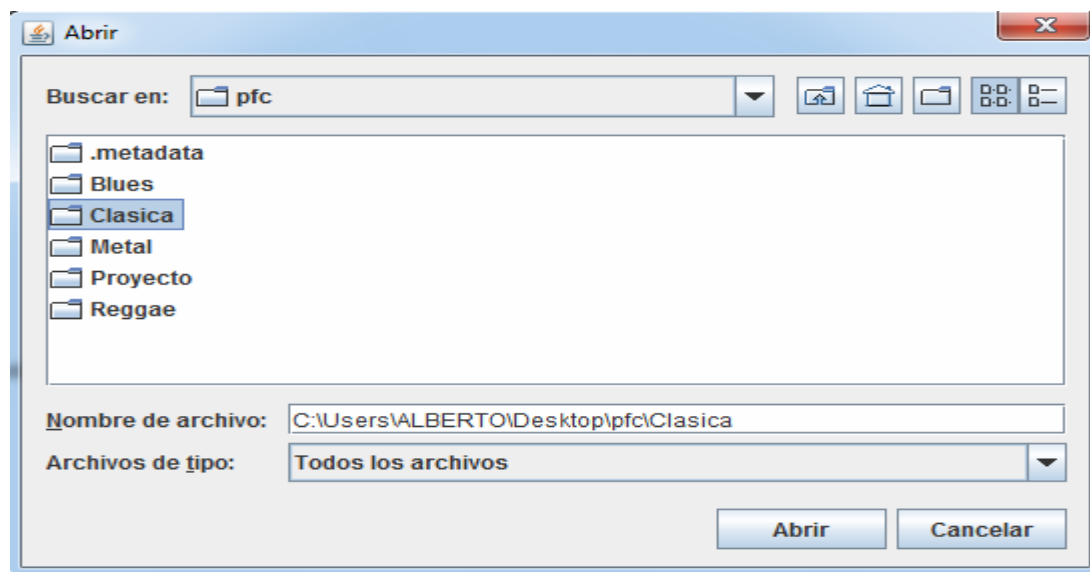 Abrir
Buscar en: pfc
.metadata
Blues
Clasica
Metal
Proyecto
Reggae
Nombre de archivo: C:\Users\ALBERTO\Desktop\pfc\Clasica
Archivos de tipo: Todos los archivos
Abrir Cancelar